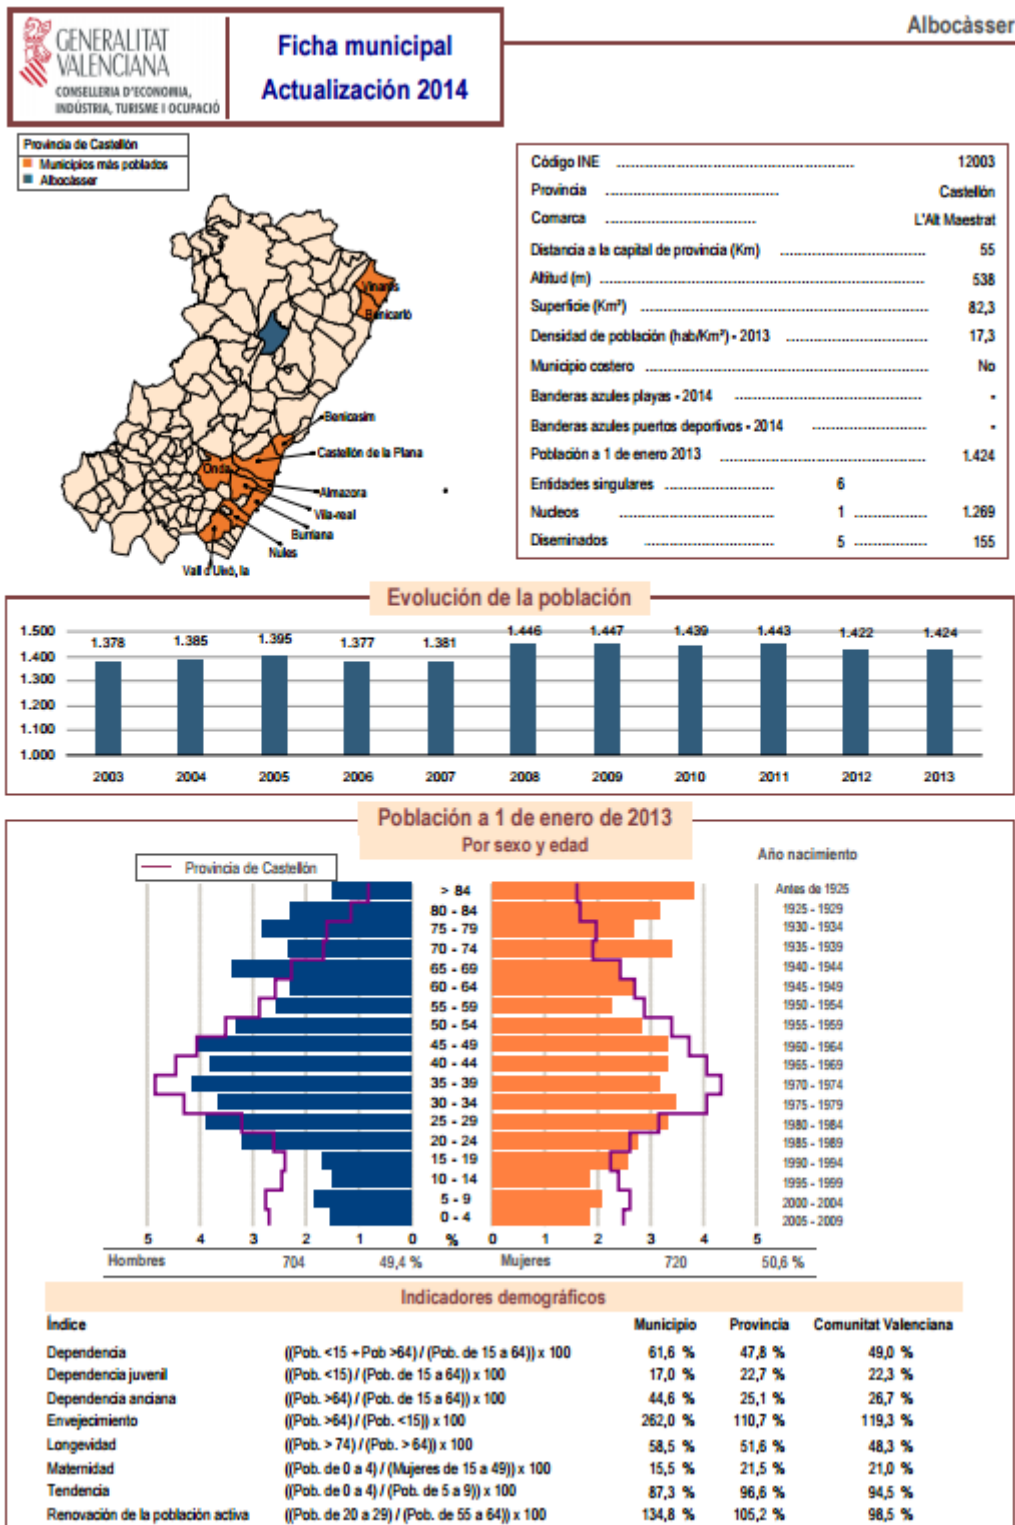 Albocàsser
GENERALITAT
VALENCIANA
CONSELLERIA D'ECONOMIA,
INDÚSTRIA, TURISME I OCUPACIÓ
Ficha municipal
Actualización 2014
Provincia de Castellón
Municipios más poblados
Albocàsser
Vinaròs
Benicarló
Benicasim
Castellón de la Plana
Onda
Almazora
Vila-real
Burriana
Nules
Vall d'Uixó, la
Código INE 12003
Provincia Castellón
Comarca L'Alt Maestrat
Distancia a la capital de provincia (Km) 55
Altitud (m) 538
Superficie (Km²) 82,3
Densidad de población (hab/Km²) - 2013 17,3
Municipio costero No
Banderas azules playas - 2014 -
Banderas azules puertos deportivos - 2014 -
Población a 1 de enero 2013 1.424
Entidades singulares 6
Nucleos 1 1.269
Diseminados 5 155
Evolución de la población
1.500
1.400
1.300
1.200
1.100
1.000
1.378 1.385 1.395 1.377 1.381 1.446 1.447 1.439 1.443 1.422 1.424
2003 2004 2005 2006 2007 2008 2009 2010 2011 2012 2013
Población a 1 de enero de 2013
Por sexo y edad
Provincia de Castellón
Año nacimiento
> 84 Antes de 1925
80 - 84 1925 - 1929
75 - 79 1930 - 1934
70 - 74 1935 - 1939
65 - 69 1940 - 1944
60 - 64 1945 - 1949
55 - 59 1950 - 1954
50 - 54 1955 - 1959
45 - 49 1960 - 1964
40 - 44 1965 - 1969
35 - 39 1970 - 1974
30 - 34 1975 - 1979
25 - 29 1980 - 1984
20 - 24 1985 - 1989
15 - 19 1990 - 1994
10 - 14 1995 - 1999
5 - 9 2000 - 2004
0 - 4 2005 - 2009
5 4 3 2 1 0 % 0 1 2 3 4 5
Hombres 704 49,4 % Mujeres 720 50,6 %
Indicadores demográficos
Índice Municipio Provincia Comunitat Valenciana
Dependencia ((Pob. <15 + Pob >64) / (Pob. de 15 a 64)) x 100 61,6 % 47,8 % 49,0 %
Dependencia juvenil ((Pob. <15) / (Pob. de 15 a 64)) x 100 17,0 % 22,7 % 22,3 %
Dependencia anciana ((Pob. >64) / (Pob. de 15 a 64)) x 100 44,6 % 25,1 % 26,7 %
Envejecimiento ((Pob. >64) / (Pob. <15)) x 100 262,0 % 110,7 % 119,3 %
Longevidad ((Pob. > 74) / (Pob. > 64)) x 100 58,5 % 51,6 % 48,3 %
Maternidad ((Pob. de 0 a 4) / (Mujeres de 15 a 49)) x 100 15,5 % 21,5 % 21,0 %
Tendencia ((Pob. de 0 a 4) / (Pob. de 5 a 9)) x 100 87,3 % 96,6 % 94,5 %
Renovación de la población activa ((Pob. de 20 a 29) / (Pob. de 55 a 64)) x 100 134,8 % 105,2 % 98,5 %